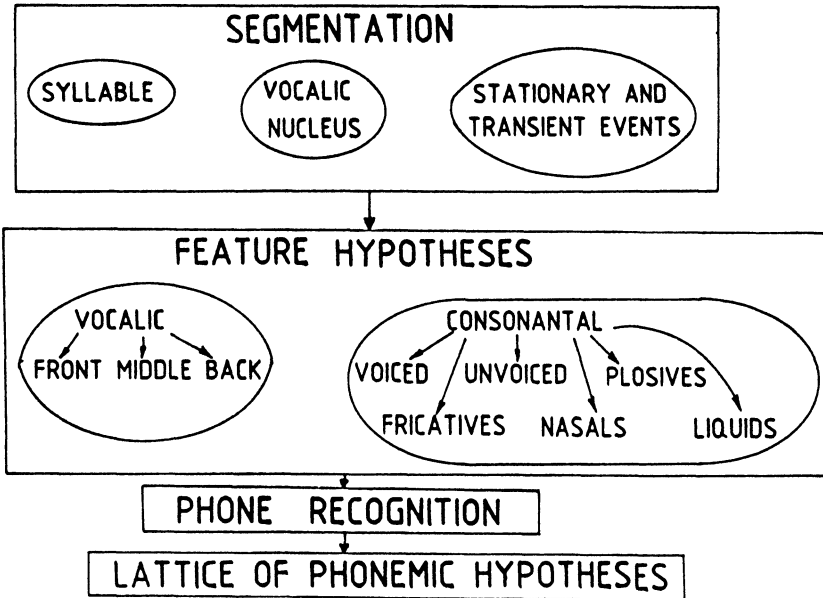 SEGMENTATION
SYLLABLE
VOCALIC
NUCLEUS
STATIONARY AND
TRANSIENT EVENTS
FEATURE HYPOTHESES
VOCALIC
FRONT MIDDLE BACK
CONSONANTAL
VOICED UNVOICED PLOSIVES
FRICATIVES NASALS LIQUIDS
PHONE RECOGNITION
LATTICE OF PHONEMIC HYPOTHESES